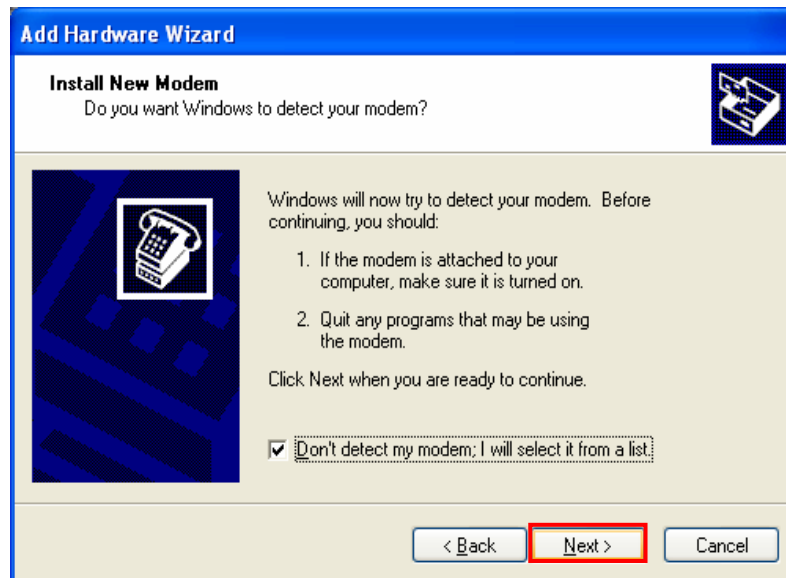 Add Hardware Wizard
Install New Modem
Do you want Windows to detect your modem?
Windows will now try to detect your modem. Before
continuing, you should:
1. If the modem is attached to your
computer, make sure it is turned on.
2. Quit any programs that may be using
the modem.
Click Next when you are ready to continue.
Don't detect my modem; I will select it from a list.
< Back
Next >
Cancel